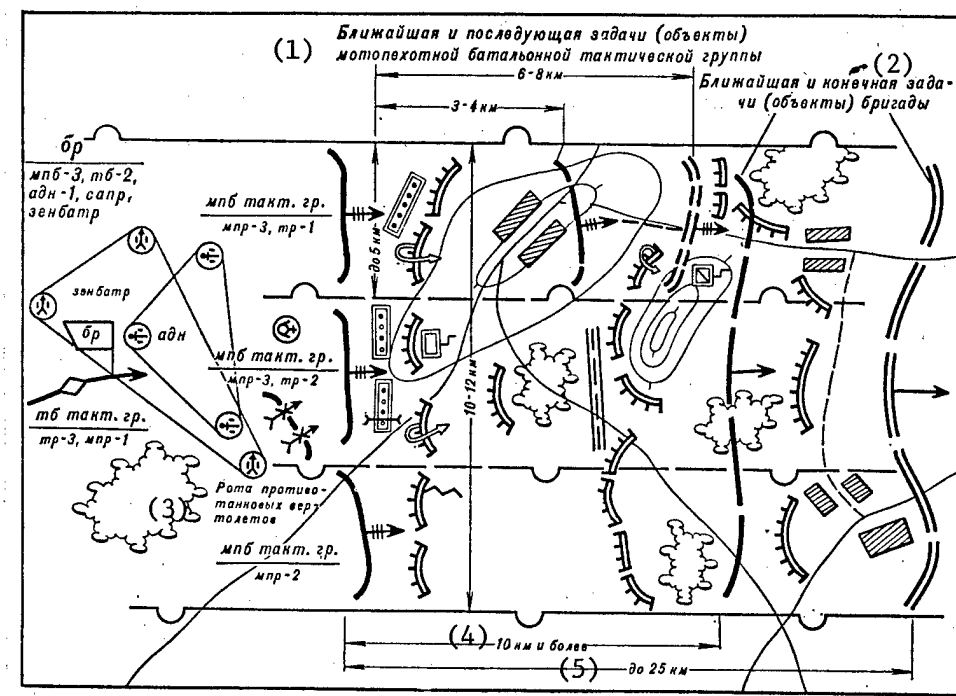 (1) Ближайшая и последующая задачи (объекты)
мотопехотной батальонной тактической группы
6-8 км
(2)
Ближайшая и конечная зада-
чи (объекты) бригады
3-4 км
бр
мпб-3, тб-2,
адн-1, сапр,
зенбатр
мпб такт. гр.
мпр-3, тр-1
до 5 км
зенбатр
бр
адн
мпб такт. гр.
мпр-3, тр-2
10-12 км
тб такт. гр.
тр-3, мпр-1
(3)
Рота противо-
танковых вер-
толетов
мпб такт. гр.
мпр-2
(4) 10 км и более
(5) до 25 км